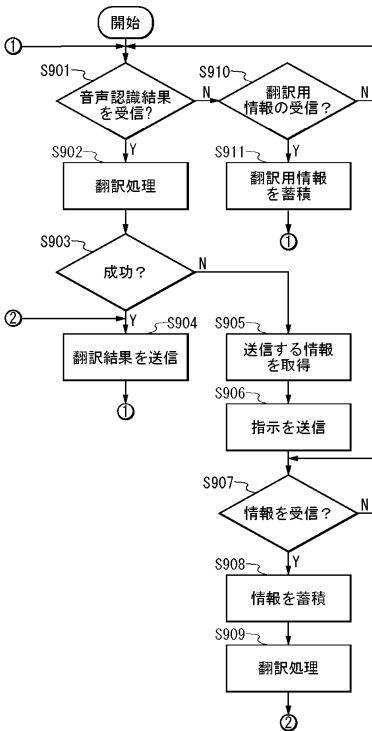 開始
①
S901
音声認識結果
を受信?
N
S910
翻訳用
情報の受信?
N
Y
S902
翻訳処理
Y
S911
翻訳用情報
を蓄積
①
S903
成功?
N
②
Y
S904
翻訳結果を送信
①
S905
送信する情報
を取得
S906
指示を送信
S907
情報を受信?
N
Y
S908
情報を蓄積
S909
翻訳処理
②